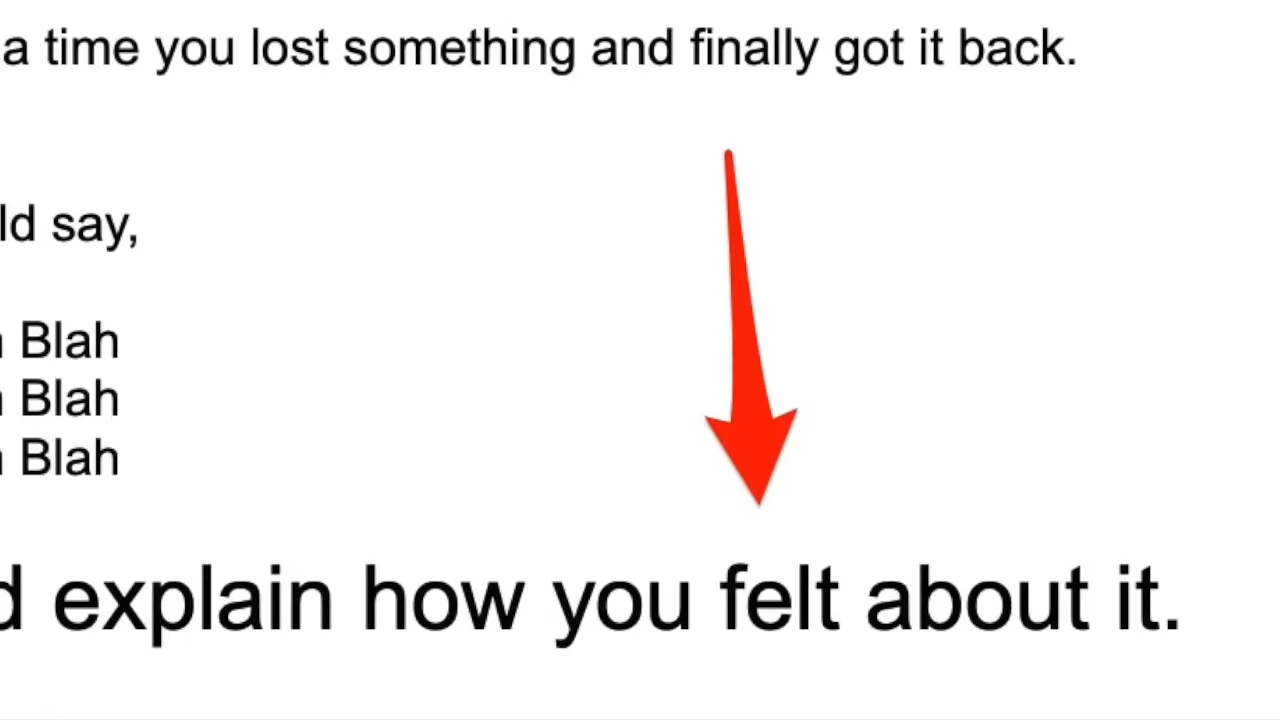 a time you lost something and finally got it back.
ld say,
Blah
Blah
Blah
explain how you felt about it.